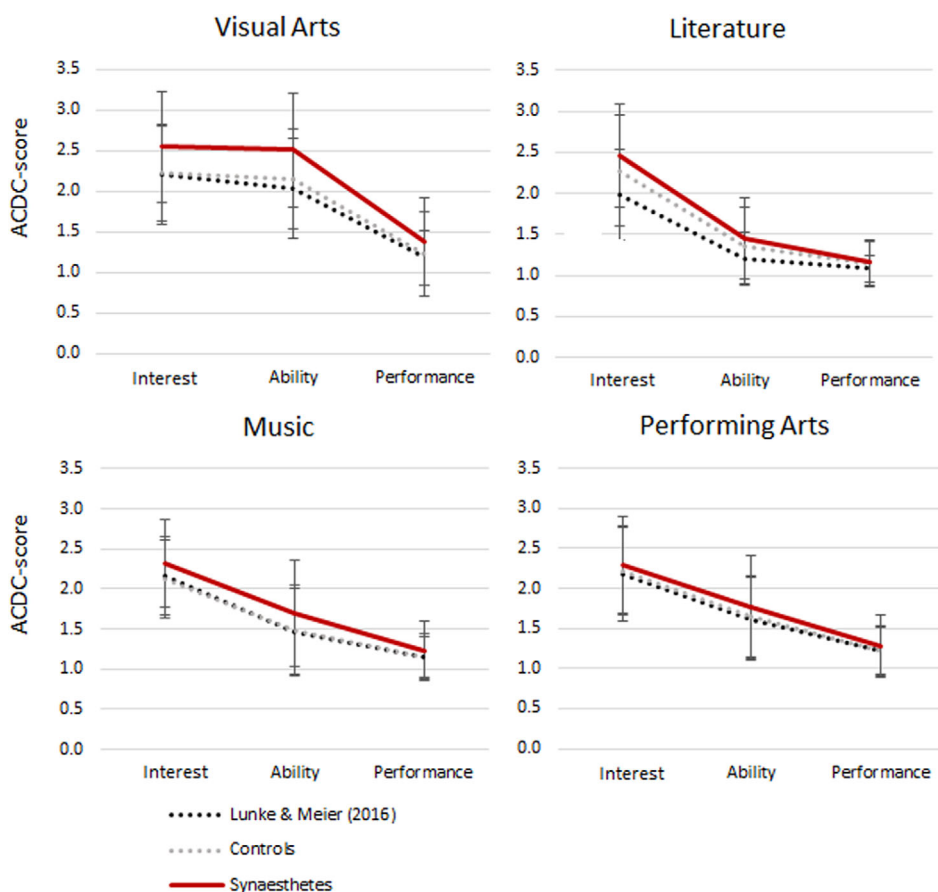 Visual Arts
ACDC-score
3.5
3.0
2.5
2.0
1.5
1.0
0.5
0.0
Interest Ability Performance
Literature
3.5
3.0
2.5
2.0
1.5
1.0
0.5
0.0
Interest Ability Performance
Music
ACDC-score
3.5
3.0
2.5
2.0
1.5
1.0
0.5
0.0
Interest Ability Performance
Performing Arts
3.5
3.0
2.5
2.0
1.5
1.0
0.5
0.0
Interest Ability Performance
Lunke & Meier (2016)
Controls
Synaesthetes